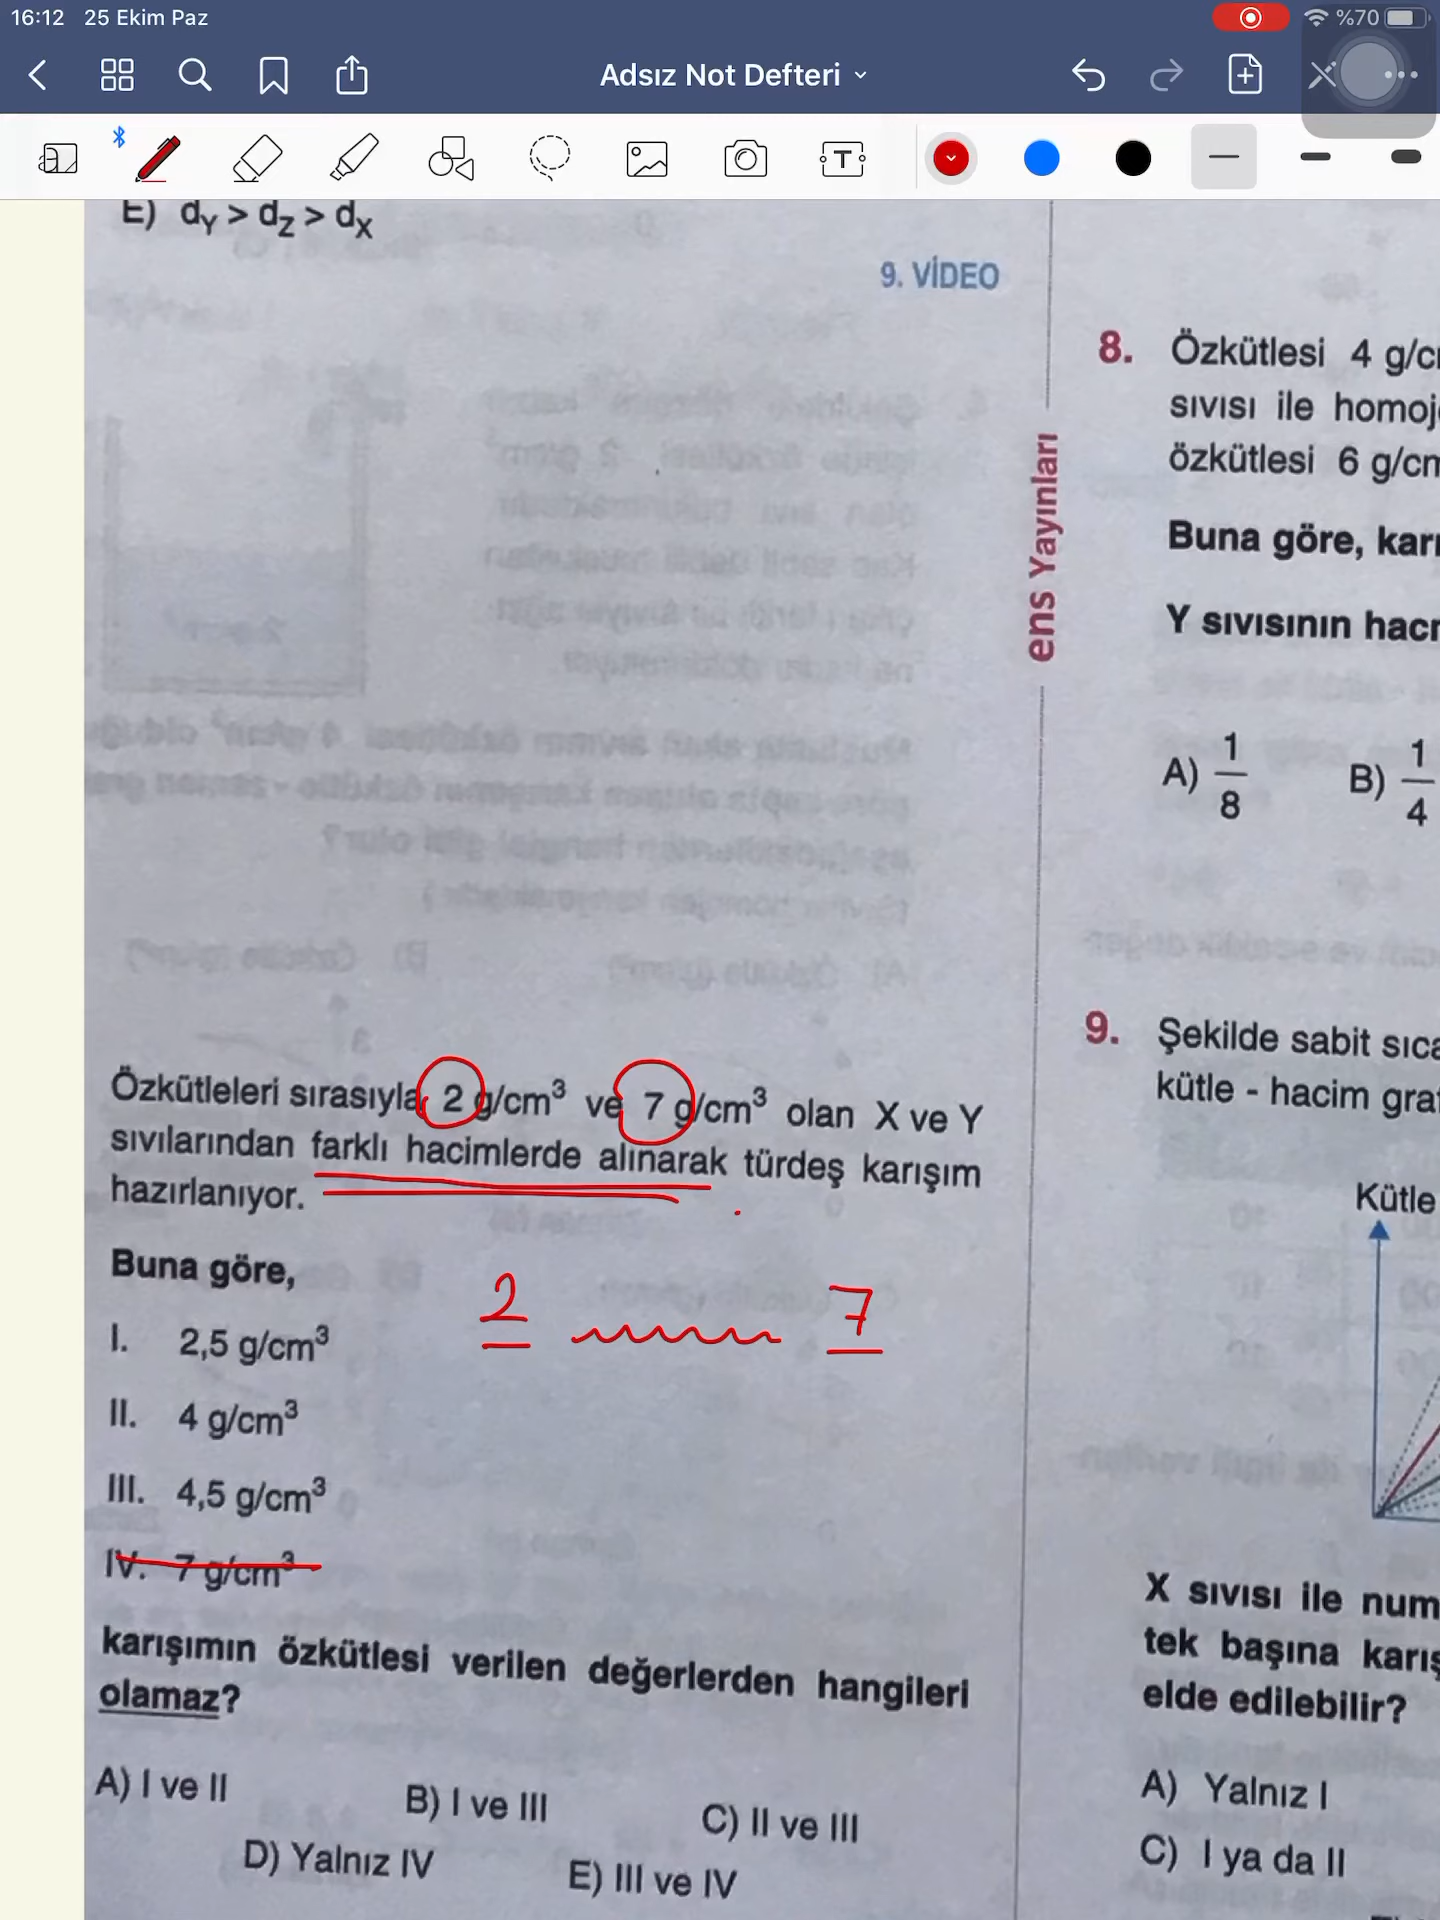 16:12 25 Ekim Paz
%70
Adsız Not Defteri
E) dY > dZ > dX
9. VİDEO
Özkütleleri sırasıyla 2 g/cm³ ve 7 g/cm³ olan X ve Y
sıvılarından farklı hacimlerde alınarak türdeş karışım
hazırlanıyor.
Buna göre,
2 7
I. 2,5 g/cm³
II. 4 g/cm³
III. 4,5 g/cm³
IV. 7 g/cm³
karışımın özkütlesi verilen değerlerden hangileri
olamaz?
A) I ve II
B) I ve III
C) II ve III
D) Yalnız IV
E) III ve IV
ens Yayınları
8. Özkütlesi 4 g/c
sıvısı ile homoj
özkütlesi 6 g/cm
Buna göre, karı
Y sıvısının hacı
A) 1/8
B) 1/4
9. Şekilde sabit sıca
kütle - hacim graf
Kütle
X sıvısı ile num
tek başına karış
elde edilebilir?
A) Yalnız I
C) I ya da II